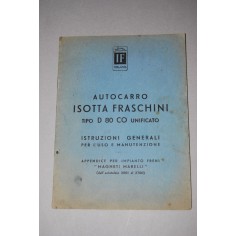 IF
AUTOCARRO
ISOTTA FRASCHINI
TIPO D 80 CO UNIFICATO
ISTRUZIONI GENERALI
PER L'USO E MANUTENZIONE
APPENDICE PER IMPIANTO FRENI
"MAGNETI MARELLI"